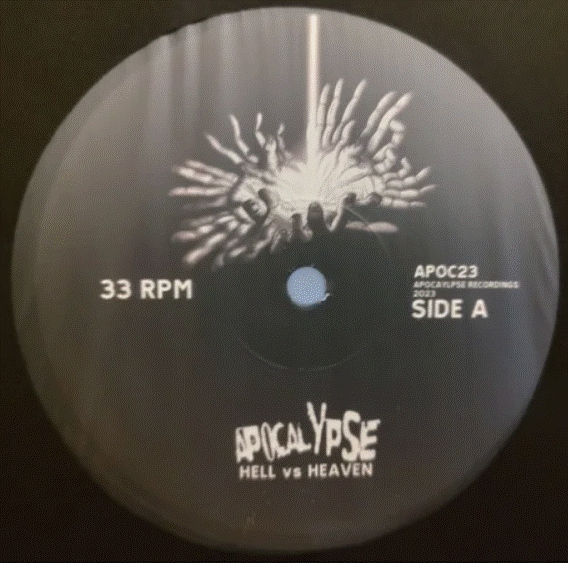 33 RPM
APOC23
APOCAYLPSE RECORDINGS
2023
SIDE A
APOCALYPSE
HELL vs HEAVEN